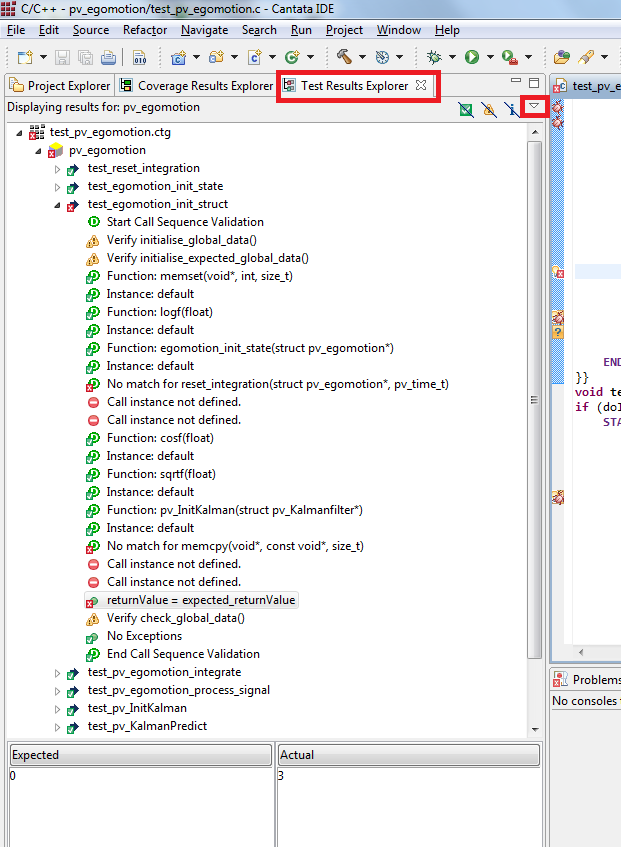 C/C++ - pv_egomotion/test_pv_egomotion.c - Cantata IDE
File Edit Source Refactor Navigate Search Run Project Window Help
Project Explorer Coverage Results Explorer Test Results Explorer test_pv_e
Displaying results for: pv_egomotion
test_pv_egomotion.ctg
pv_egomotion
test_reset_integration
test_egomotion_init_state
test_egomotion_init_struct
Start Call Sequence Validation
Verify initialise_global_data()
Verify initialise_expected_global_data()
Function: memset(void*, int, size_t)
Instance: default
Function: logf(float)
Instance: default
Function: egomotion_init_state(struct pv_egomotion*)
Instance: default
No match for reset_integration(struct pv_egomotion*, pv_time_t)
Call instance not defined.
Call instance not defined.
Function: cosf(float)
Instance: default
Function: sqrtf(float)
Instance: default
Function: pv_InitKalman(struct pv_Kalmanfilter*)
Instance: default
No match for memcpy(void*, const void*, size_t)
Call instance not defined.
Call instance not defined.
returnValue = expected_returnValue
Verify check_global_data()
No Exceptions
End Call Sequence Validation
test_pv_egomotion_integrate
test_pv_egomotion_process_signal
test_pv_InitKalman
test_pv_KalmanPredict
END
}}
void te
if (doI
STA
Problems
No consoles
Expected Actual
0 3